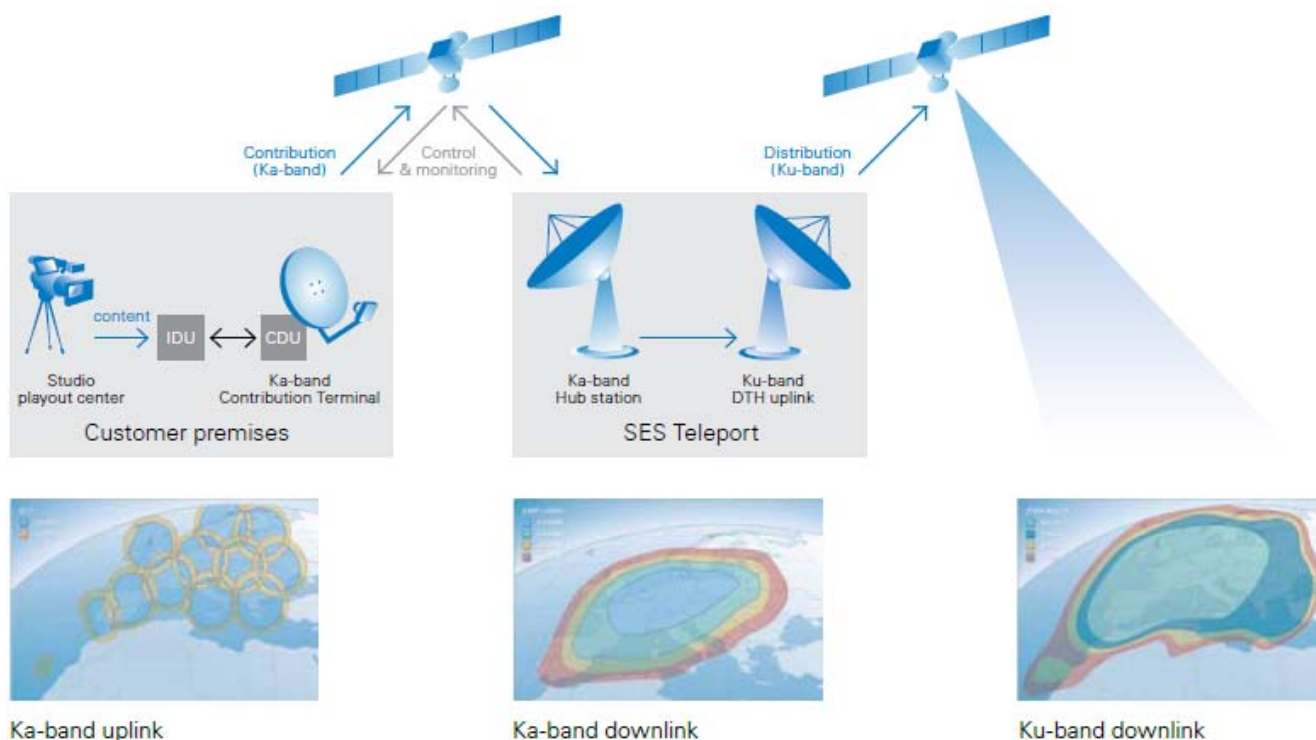 Contribution
(Ka-band)
Control
& monitoring
Distribution
(Ku-band)
content
IDU
CDU
Studio
playout center
Ka-band
Contribution Terminal
Customer premises
Ka-band
Hub station
Ku-band
DTH uplink
SES Teleport
Ka-band uplink
Ka-band downlink
Ku-band downlink